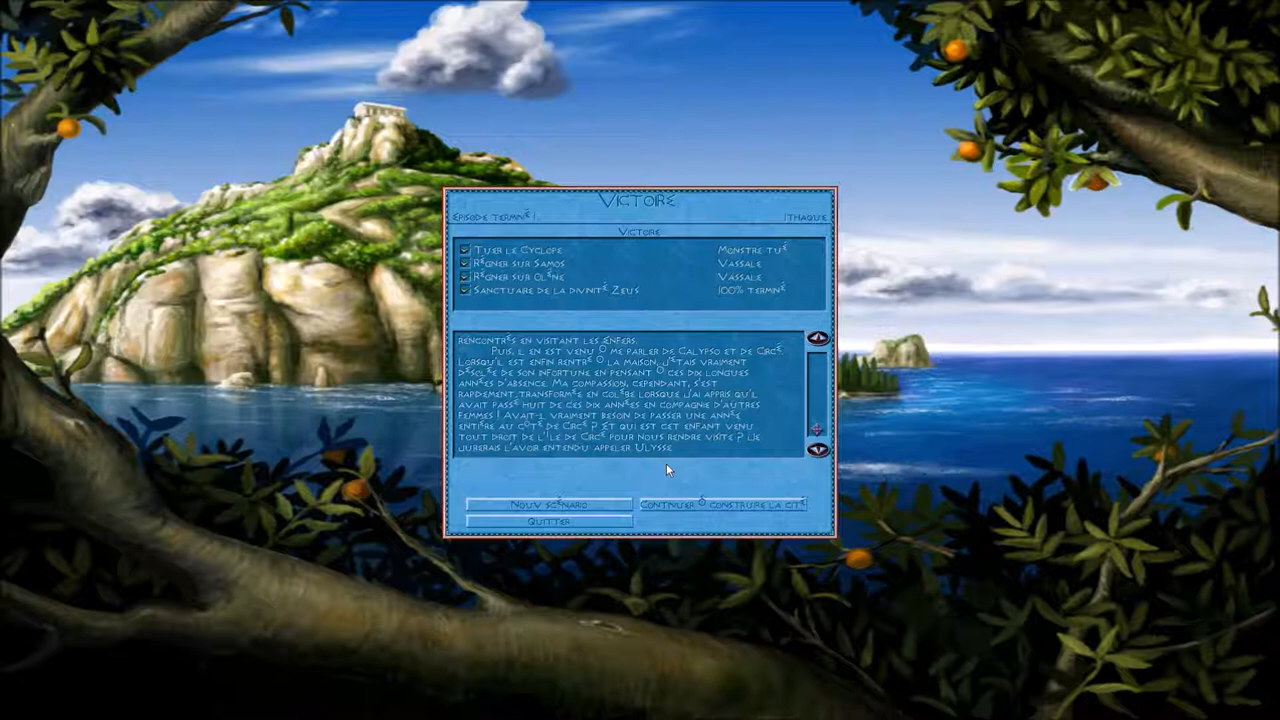 Victoire
Épisode terminé !
Ithaque
Victoire
Tuer le Cyclope Monstre tué
Régner sur Samos Vassale
Régner sur Olène Vassale
Sanctuaire de la divinité Zeus 100% terminé
rencontrés en visitant les Enfers.
Puis, il en est venu à me parler de Calypso et de Circé.
Lorsqu'il est enfin rentré à la maison, j'étais vraiment
désolée de son infortune en pensant à ces dix longues
années d'absence. Ma compassion, cependant, s'est
rapidement transformée en colère lorsque j'ai appris qu'il
avait passé huit de ces dix années en compagnie d'autres
femmes ! Avait-il vraiment besoin de passer une année
entière au côté de Circé ? Et qui est cet enfant venu
tout droit de l'île de Circé pour nous rendre visite ? Je
jurerais l'avoir entendu appeler Ulysse
Nouv scénario
Continuer à construire la cité
Quitter